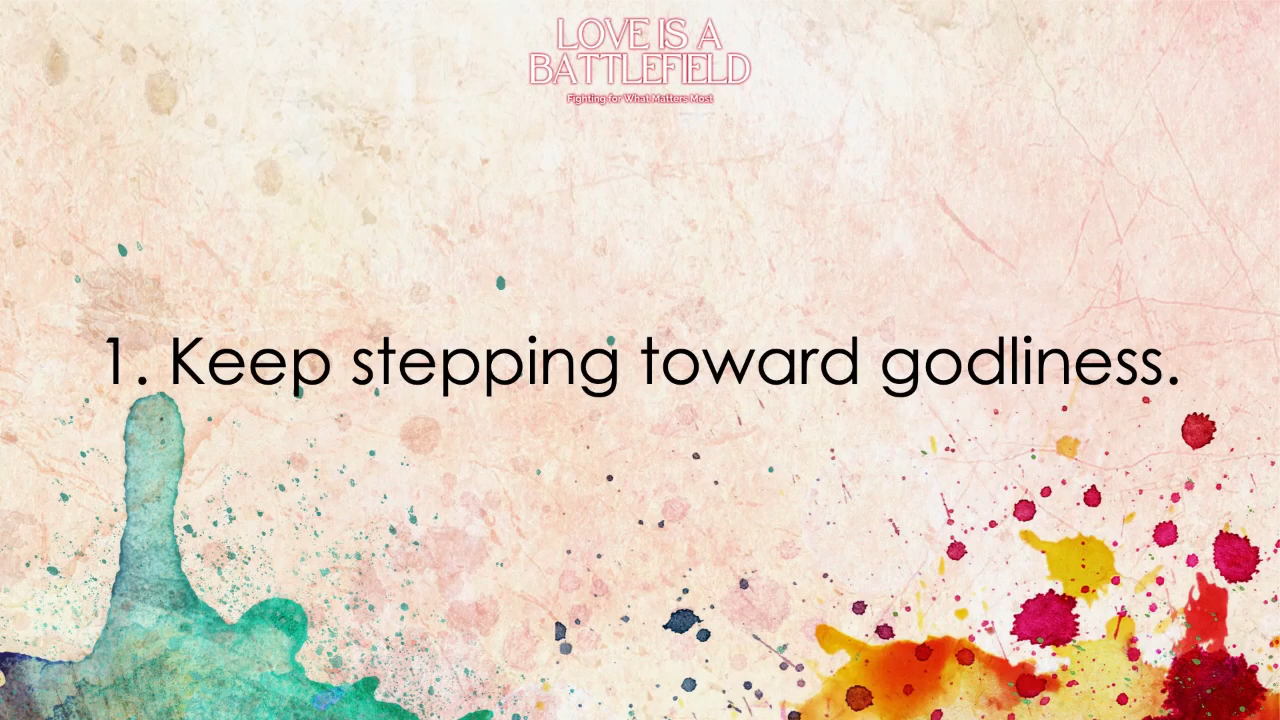 LOVE IS A
BATTLEFIELD
Fighting for What Matters Most
1. Keep stepping toward godliness.